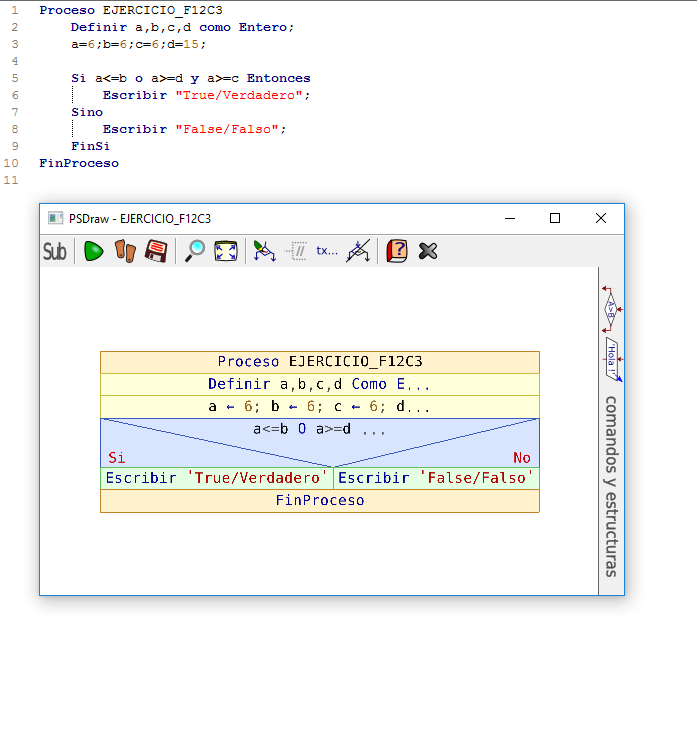 1 Proceso EJERCICIO_F12C3
2 Definir a,b,c,d como Entero;
3 a=6;b=6;c=6;d=15;
4
5 Si a<=b o a>=d y a>=c Entonces
6 Escribir "True/Verdadero";
7 Sino
8 Escribir "False/Falso";
9 FinSi
10 FinProceso
11
PSDraw - EJERCICIO_F12C3
Sub // tx... ?
Proceso EJERCICIO_F12C3
Definir a,b,c,d Como E...
a ← 6; b ← 6; c ← 6; d...
a<=b O a>=d ...
Si No
Escribir 'True/Verdadero' Escribir 'False/Falso'
FinProceso
A>B
'Hola !'
comandos y estructuras